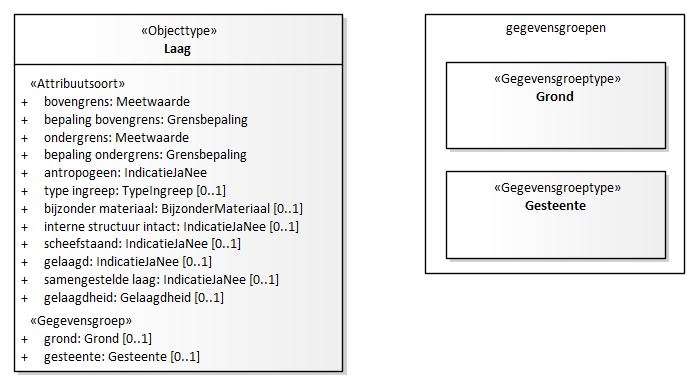 «Objecttype»
Laag
«Attribuutsoort»
+ bovengrens: Meetwaarde
+ bepaling bovengrens: Grensbepaling
+ ondergrens: Meetwaarde
+ bepaling ondergrens: Grensbepaling
+ antropogeen: IndicatieJaNee
+ type ingreep: TypeIngreep [0..1]
+ bijzonder materiaal: BijzonderMateriaal [0..1]
+ interne structuur intact: IndicatieJaNee [0..1]
+ scheefstaand: IndicatieJaNee [0..1]
+ gelaagd: IndicatieJaNee [0..1]
+ samengestelde laag: IndicatieJaNee [0..1]
+ gelaagdheid: Gelaagdheid [0..1]
«Gegevensgroep»
+ grond: Grond [0..1]
+ gesteente: Gesteente [0..1]
gegevensgroepen
«Gegevensgroeptype»
Grond
«Gegevensgroeptype»
Gesteente